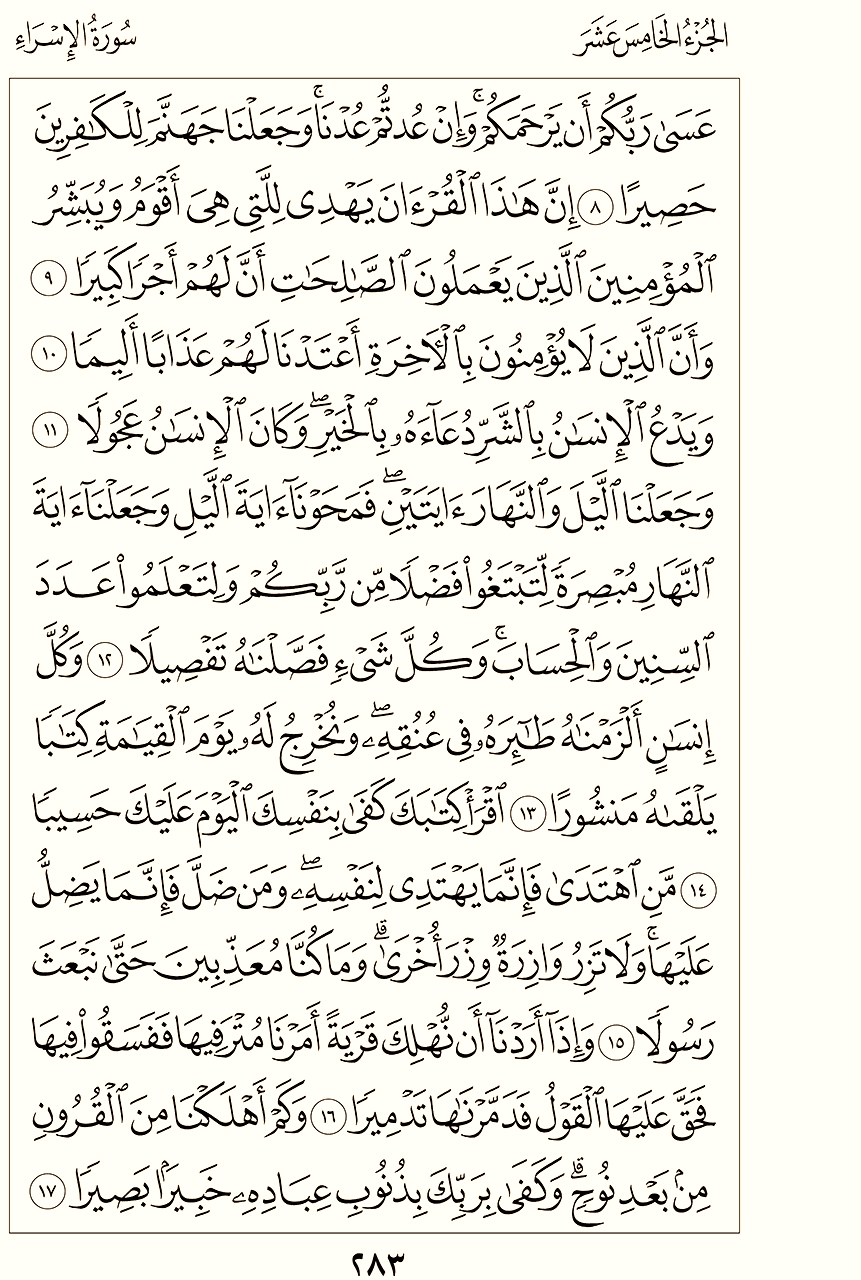 الجُزْءُ الخَامِسَ عَشَرَ
سُورَةُ الإِسْرَاءِ
عَسَىٰ رَبُّكُمْ أَن يَرْحَمَكُمْۚ وَإِنْ عُدتُّمْ عُدْنَاۚ وَجَعَلْنَا جَهَنَّمَ لِلْكَٰفِرِينَ
حَصِيرًا ٨ إِنَّ هَٰذَا ٱلْقُرْءَانَ يَهْدِى لِلَّتِى هِىَ أَقْوَمُ وَيُبَشِّرُ
ٱلْمُؤْمِنِينَ ٱلَّذِينَ يَعْمَلُونَ ٱلصَّٰلِحَٰتِ أَنَّ لَهُمْ أَجْرًا كَبِيرًا ٩
وَأَنَّ ٱلَّذِينَ لَا يُؤْمِنُونَ بِٱلْءَاخِرَةِ أَعْتَدْنَا لَهُمْ عَذَابًا أَلِيمًا ١٠
وَيَدْعُ ٱلْإِنسَٰنُ بِٱلشَّرِّ دُعَآءَهُۥ بِٱلْخَيْرِۖ وَكَانَ ٱلْإِنسَٰنُ عَجُولًا ١١
وَجَعَلْنَا ٱلَّيْلَ وَٱلنَّهَارَ ءَايَتَيْنِۖ فَمَحَوْنَآ ءَايَةَ ٱلَّيْلِ وَجَعَلْنَآ ءَايَةَ
ٱلنَّهَارِ مُبْصِرَةً لِّتَبْتَغُوا۟ فَضْلًا مِّن رَّبِّكُمْ وَلِتَعْلَمُوا۟ عَدَدَ
ٱلسِّنِينَ وَٱلْحِسَابَۚ وَكُلَّ شَىْءٍ فَصَّلْنَٰهُ تَفْصِيلًا ١٢ وَكُلَّ
إِنسَٰنٍ أَلْزَمْنَٰهُ طَٰٓئِرَهُۥ فِى عُنُقِهِۦۖ وَنُخْرِجُ لَهُۥ يَوْمَ ٱلْقِيَٰمَةِ كِتَٰبًا
يَلْقَىٰهُ مَنشُورًا ١٣ ٱقْرَأْ كِتَٰبَكَ كَفَىٰ بِنَفْسِكَ ٱلْيَوْمَ عَلَيْكَ حَسِيبًا
١٤ مَّنِ ٱهْتَدَىٰ فَإِنَّمَا يَهْتَدِى لِنَفْسِهِۦۖ وَمَن ضَلَّ فَإِنَّمَا يَضِلُّ
عَلَيْهَاۚ وَلَا تَزِرُ وَازِرَةٌ وِزْرَ أُخْرَىٰۗ وَمَا كُنَّا مُعَذِّبِينَ حَتَّىٰ نَبْعَثَ
رَسُولًا ١٥ وَإِذَآ أَرَدْنَآ أَن نُّهْلِكَ قَرْيَةً أَمَرْنَا مُتْرَفِيهَا فَفَسَقُوا۟ فِيهَا
فَحَقَّ عَلَيْهَا ٱلْقَوْلُ فَدَمَّرْنَٰهَا تَدْمِيرًا ١٦ وَكَمْ أَهْلَكْنَا مِنَ ٱلْقُرُونِ
مِنۢ بَعْدِ نُوحٍۗ وَكَفَىٰ بِرَبِّكَ بِذُنُوبِ عِبَادِهِۦ خَبِيرًۢا بَصِيرًا ١٧
٢٨٣